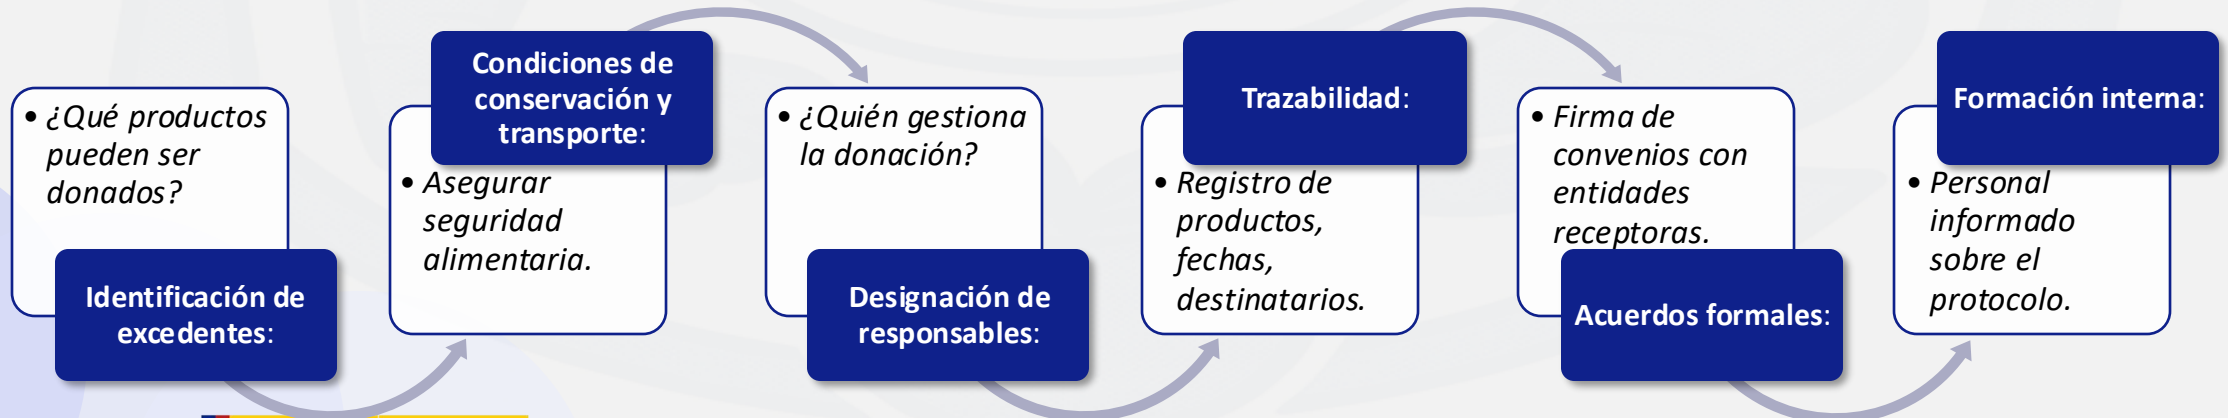 • ¿Qué productos
pueden ser
donados?
Identificación de
excedentes:
Condiciones de
conservación y
transporte:
• Asegurar
seguridad
alimentaria.
• ¿Quién gestiona
la donación?
Designación de
responsables:
Trazabilidad:
• Registro de
productos,
fechas,
destinatarios.
• Firma de
convenios con
entidades
receptoras.
Acuerdos formales:
Formación interna:
• Personal
informado
sobre el
protocolo.